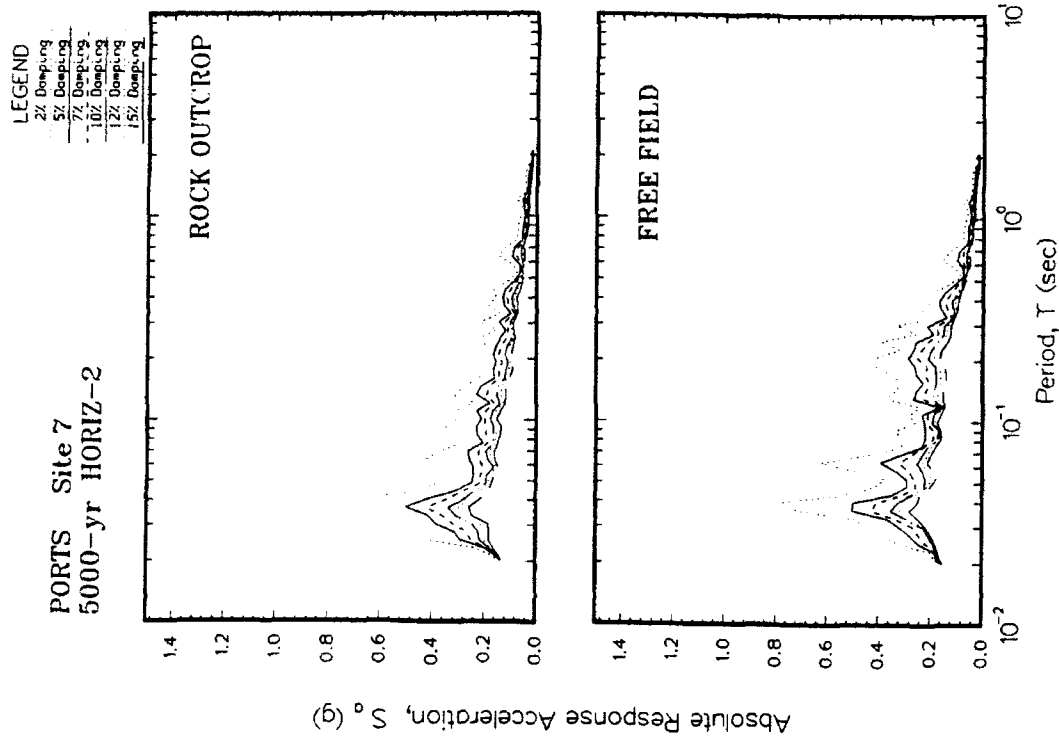 PORTS Site 7
5000-yr HORIZ-2
LEGEND
2% Damping
5% Damping
7% Damping
10% Damping
12% Damping
15% Damping
ROCK OUTCROP
1.4
1.2
1.0
0.8
0.6
0.4
0.2
0.0
FREE FIELD
1.4
1.2
1.0
0.8
0.6
0.4
0.2
0.0
10⁻²
10⁻¹
10⁰
10¹
Period, T (sec)
Absolute Response Acceleration, Sₐ (g)